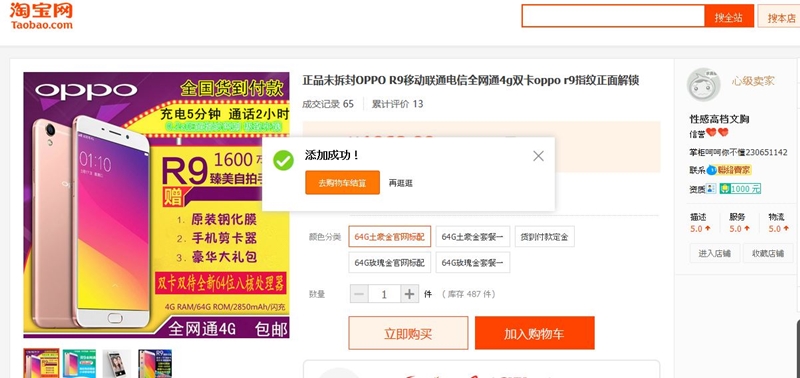 淘宝网
Taobao.com
搜全站
搜本店
正品未拆封OPPO R9移动联通电信全网通4g双卡oppo r9指纹正面解锁
成交记录 65
累计评价 13
oppo
全国货到付款
充电5分钟 通话2小时
01:10
R9
1600万
臻美自拍手
赠
1. 原装钢化膜
2. 手机剪卡器
3. 豪华大礼包
双卡双待全新64位八核处理器
4G RAM/64G ROM/2850mAh/闪充
全网通4G 包邮
添加成功！
去购物车结算
再逛逛
颜色分类
64G土豪金官网标配
64G土豪金套餐一
货到付款定金
64G玫瑰金官网标配
64G玫瑰金套餐一
数量
1
件
( 库存 487 件 )
立即购买
加入购物车
心级卖家
性感高档文胸
信誉
掌柜呵呵你不懂230651142
联系
联络卖家
资质
1000 元
描述
服务
物流
5.0
5.0
5.0
进入店铺
收藏店铺